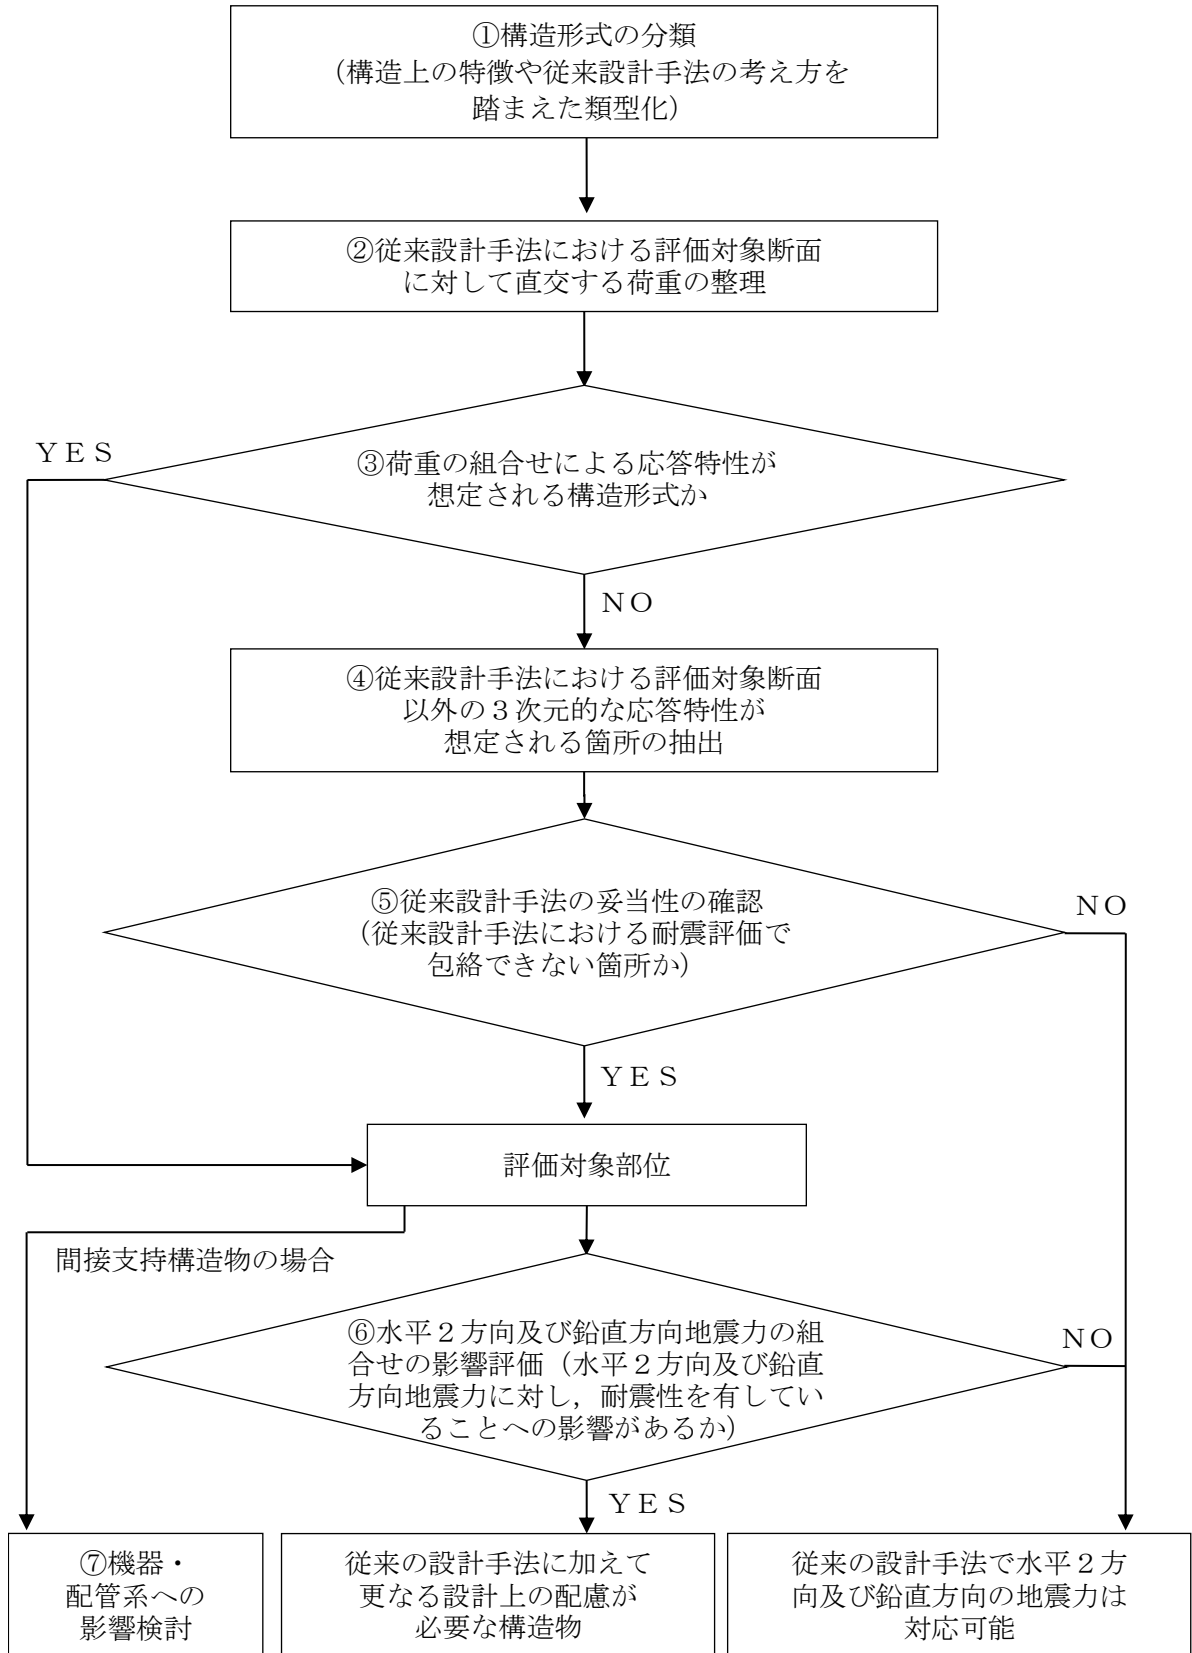 ①構造形式の分類
（構造上の特徴や従来設計手法の考え方を
踏まえた類型化）
②従来設計手法における評価対象断面
に対して直交する荷重の整理
ＹＥＳ
③荷重の組合せによる応答特性が
想定される構造形式か
ＮＯ
④従来設計手法における評価対象断面
以外の３次元的な応答特性が
想定される箇所の抽出
⑤従来設計手法の妥当性の確認
（従来設計手法における耐震評価で
包絡できない箇所か）
ＮＯ
ＹＥＳ
評価対象部位
間接支持構造物の場合
⑥水平２方向及び鉛直方向地震力の組
合せの影響評価（水平２方向及び鉛直
方向地震力に対し，耐震性を有してい
ることへの影響があるか）
ＮＯ
ＹＥＳ
⑦機器・
配管系への
影響検討
従来の設計手法に加えて
更なる設計上の配慮が
必要な構造物
従来の設計手法で水平２方
向及び鉛直方向の地震力は
対応可能